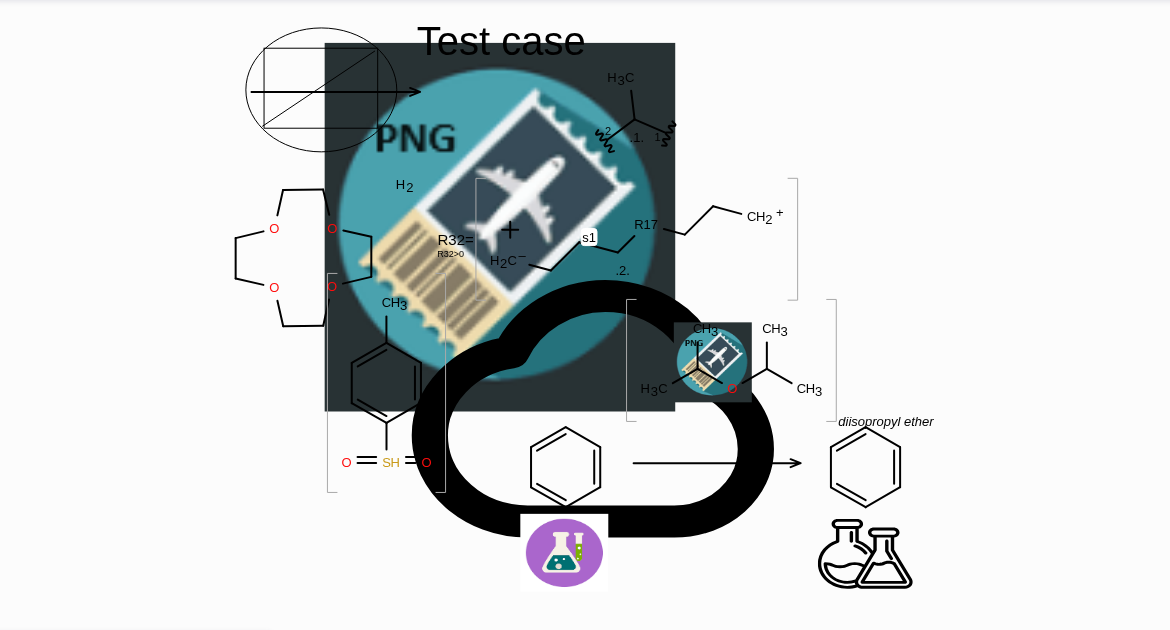 Test case
H3C
PNG
2
.1.
1
H2
R17
CH2+
O
O
R32=
R32>0
+
s1
H2C−
.2.
O
O
CH3
CH3
PNG
CH3
H3C
O
CH3
diisopropyl ether
O
SH
O